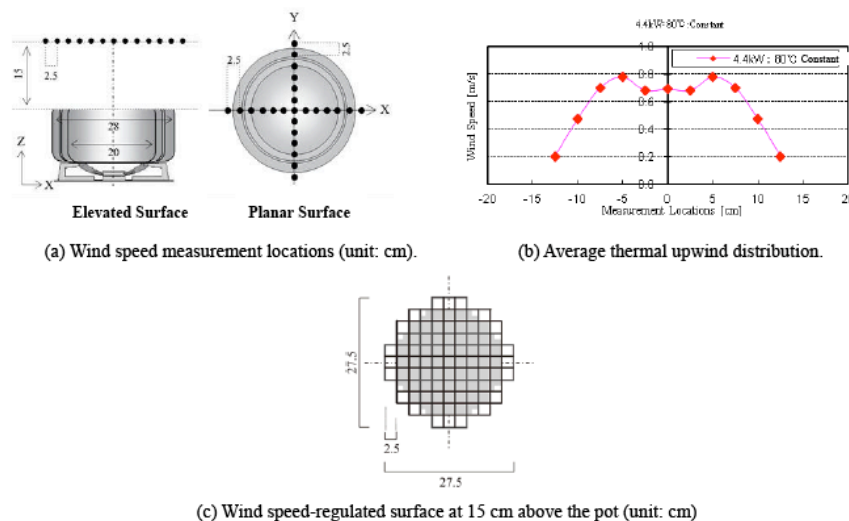 Y
2.5
2.5
15
2.5
X
28
20
Z
X
Elevated Surface
Planar Surface
(a) Wind speed measurement locations (unit: cm).
4.4kW: 80℃: Constant
4.4kW : 80℃ Constant
Wind Speed [m/s]
1.0
0.8
0.6
0.4
0.2
0.0
-20 -15 -10 -5 0 5 10 15 20
Measurement Locations [cm]
(b) Average thermal upwind distribution.
27.5
2.5
27.5
(c) Wind speed-regulated surface at 15 cm above the pot (unit: cm)